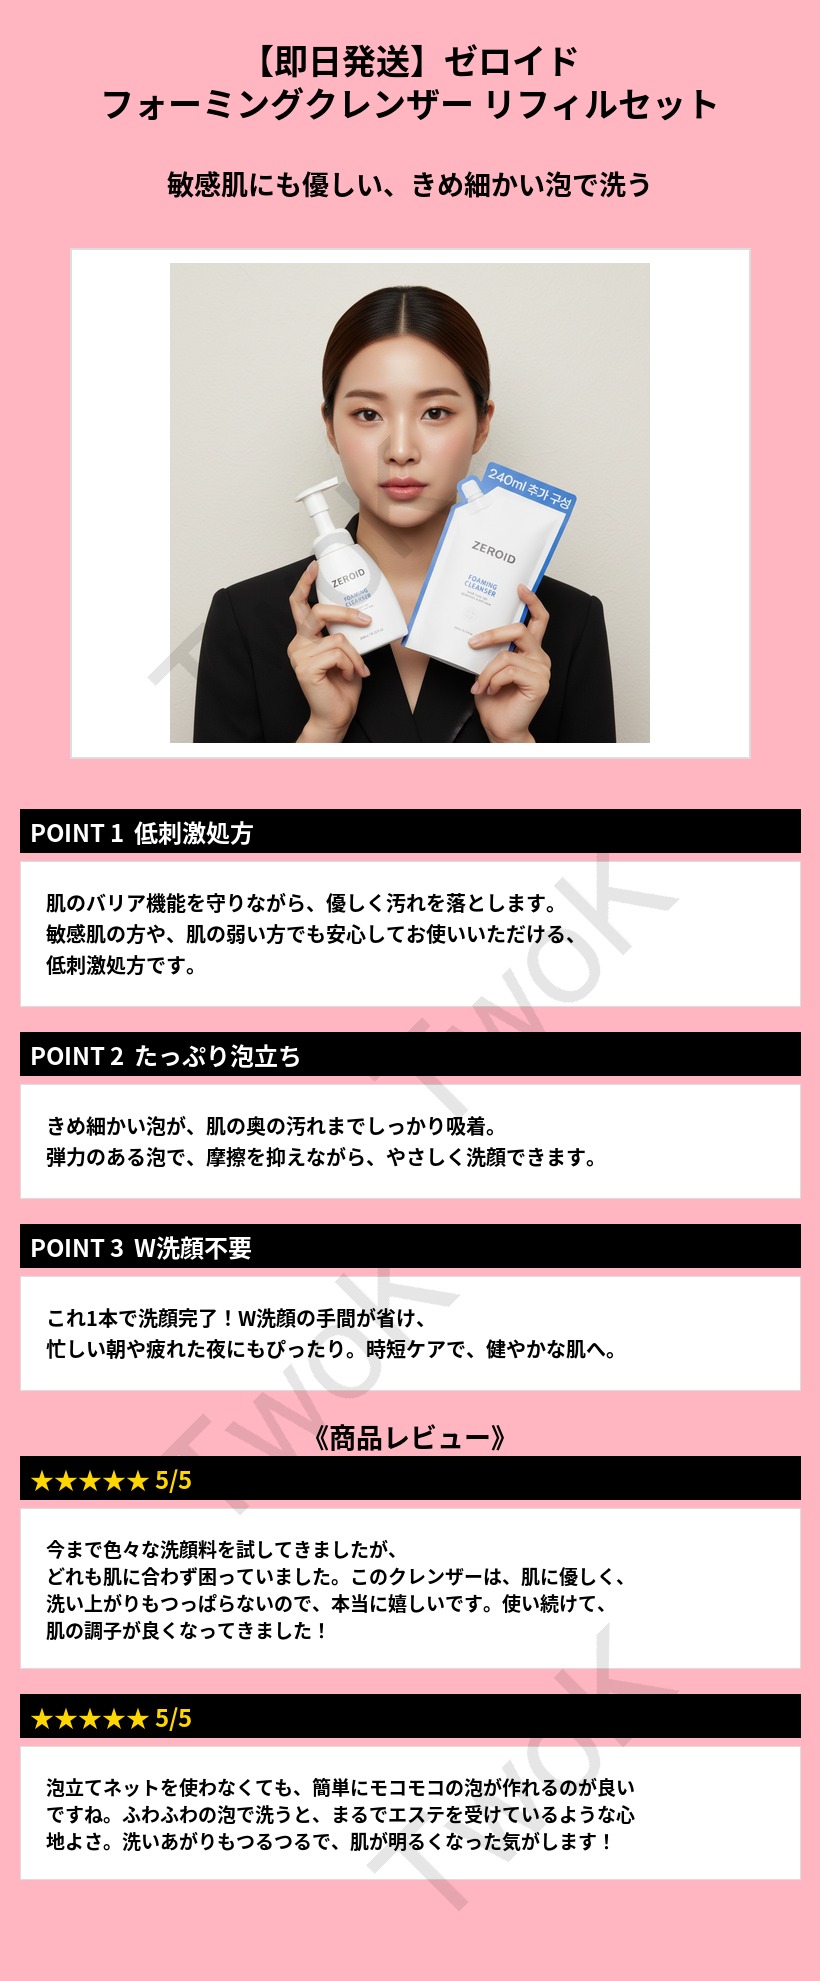 【即日発送】ゼロイド
フォーミングクレンザー リフィルセット
敏感肌にも優しい、きめ細かい泡で洗う
240ml 추가 구성
ZEROID
FOAMING
CLEANSER
ZEROID
FOAMING
CLEANSER
TwoK
POINT 1 低刺激処方
肌のバリア機能を守りながら、優しく汚れを落とします。
敏感肌の方や、肌の弱い方でも安心してお使いいただける、
低刺激処方です。
TwoK
POINT 2 たっぷり泡立ち
きめ細かい泡が、肌の奥の汚れまでしっかり吸着。
弾力のある泡で、摩擦を抑えながら、やさしく洗顔できます。
POINT 3 W洗顔不要
これ1本で洗顔完了！W洗顔の手間が省け、
忙しい朝や疲れた夜にもぴったり。時短ケアで、健やかな肌へ。
TwoK
《商品レビュー》
★★★★★ 5/5
今まで色々な洗顔料を試してきましたが、
どれも肌に合わず困っていました。このクレンザーは、肌に優しく、
洗い上がりもつっぱらないので、本当に嬉しいです。使い続けて、
肌の調子が良くなってきました！
★★★★★ 5/5
泡立てネットを使わなくても、簡単にモコモコの泡が作れるのが良い
ですね。ふわふわの泡で洗うと、まるでエステを受けているような心
地よさ。洗いあがりもつるつるで、肌が明るくなった気がします！
TwoK